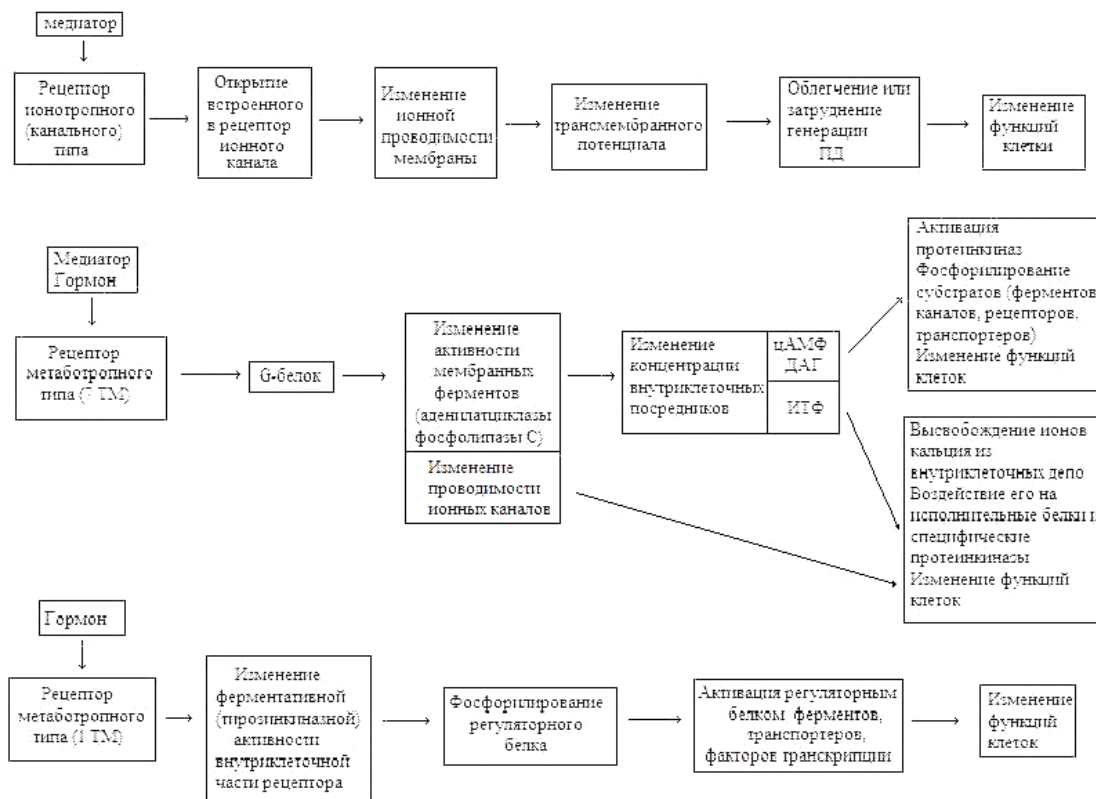 медиатор
Рецептор
ионотропного
(канального)
типа
Открытие
встроенного
в рецептор
ионного
канала
Изменение
ионной
проводимости
мембраны
Изменение
трансмембранного
потенциала
Облегчение или
затруднение
генерации
ПД
Изменение
функций
клетки
Медиатор
Гормон
Рецептор
метаботропного
типа (7 ТМ)
G-белок
Изменение
активности
мембранных
ферментов
(аденилатциклазы
фосфолипазы С)
Изменение
проводимости
ионных каналов
Изменение
концентрации
внутриклеточных
посредников
цАМФ
ДАГ
ИТФ
Активация
протеинкиназ
Фосфорилирование
субстратов (ферментов
каналов, рецепторов,
транспортеров)
Изменение функций
клеток
Высвобождение ионов
кальция из
внутриклеточных депо
Воздействие его на
исполнительные белки и
специфические
протеинкиназы
Изменение функций
клеток
Гормон
Рецептор
метаботропного
типа (1 ТМ)
Изменение
ферментативной
(тирозинкиназной)
активности
внутриклеточной
части рецептора
Фосфорилирование
регуляторного
белка
Активация регуляторным
белком ферментов,
транспортеров,
факторов транскрипции
Изменение
функций
клеток